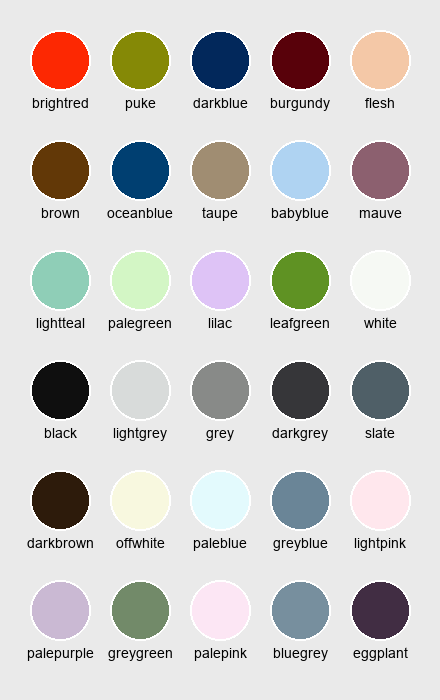 brightred puke darkblue burgundy flesh
brown oceanblue taupe babyblue mauve
lightteal palegreen lilac leafgreen white
black lightgrey grey darkgrey slate
darkbrown offwhite paleblue greyblue lightpink
palepurple greygreen palepink bluegrey eggplant